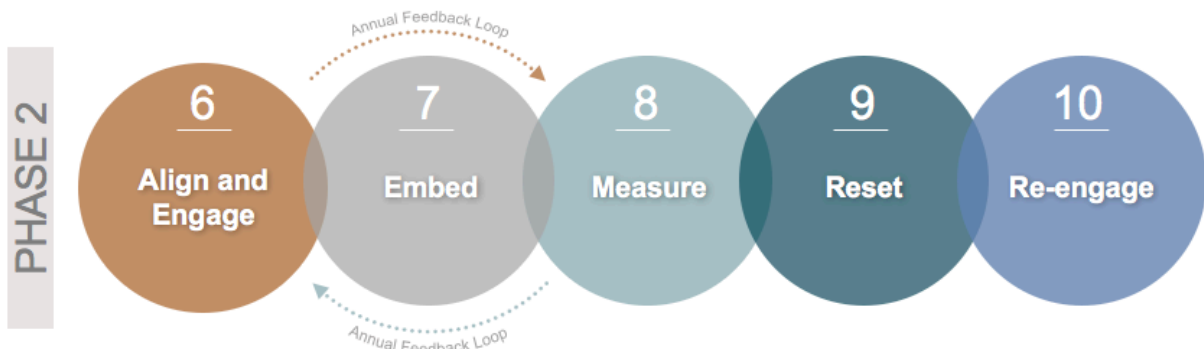 PHASE 2
Annual Feedback Loop
6
Align and
Engage
7
Embed
8
Measure
9
Reset
10
Re-engage
Annual Feedback Loop